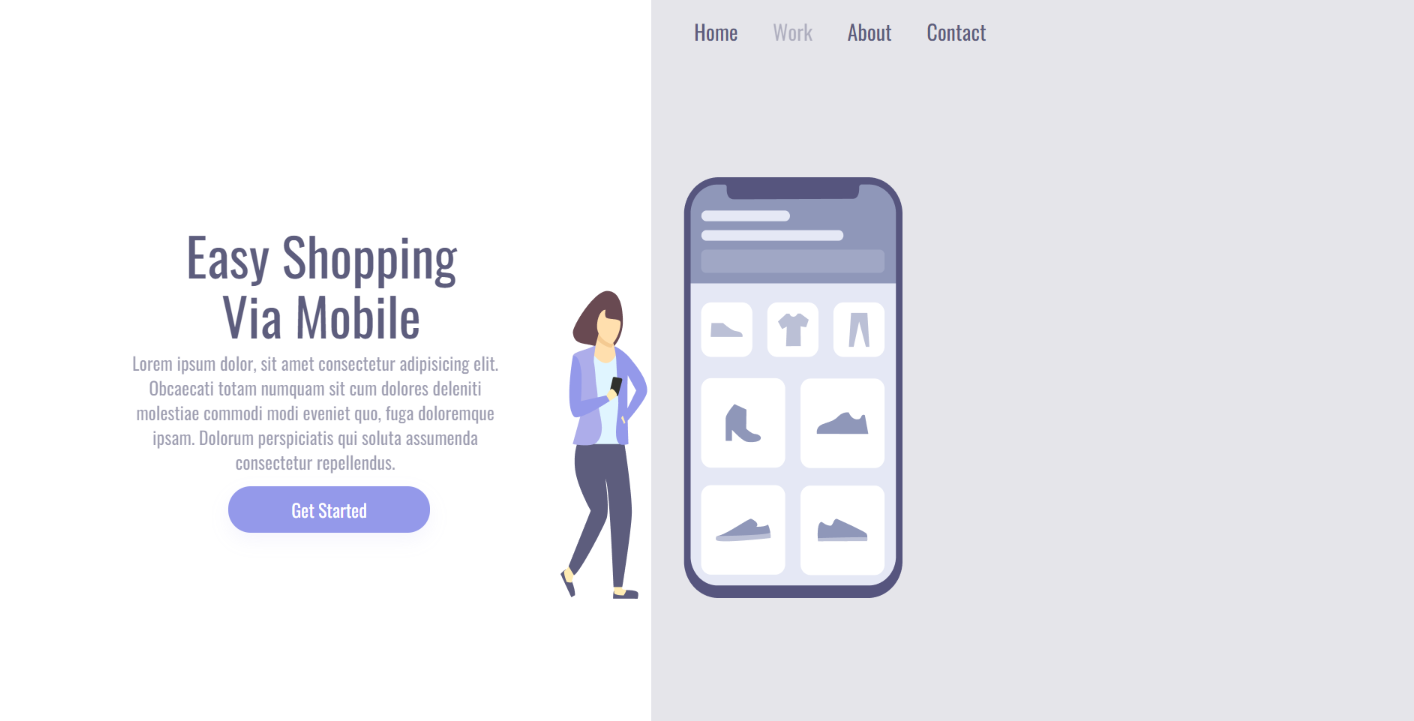 Home Work About Contact
Easy Shopping
Via Mobile
Lorem ipsum dolor, sit amet consectetur adipisicing elit.
Obcaecati totam numquam sit cum dolores deleniti
molestiae commodi modi eveniet quo, fuga doloremque
ipsam. Dolorum perspiciatis qui soluta assumenda
consectetur repellendus.
Get Started